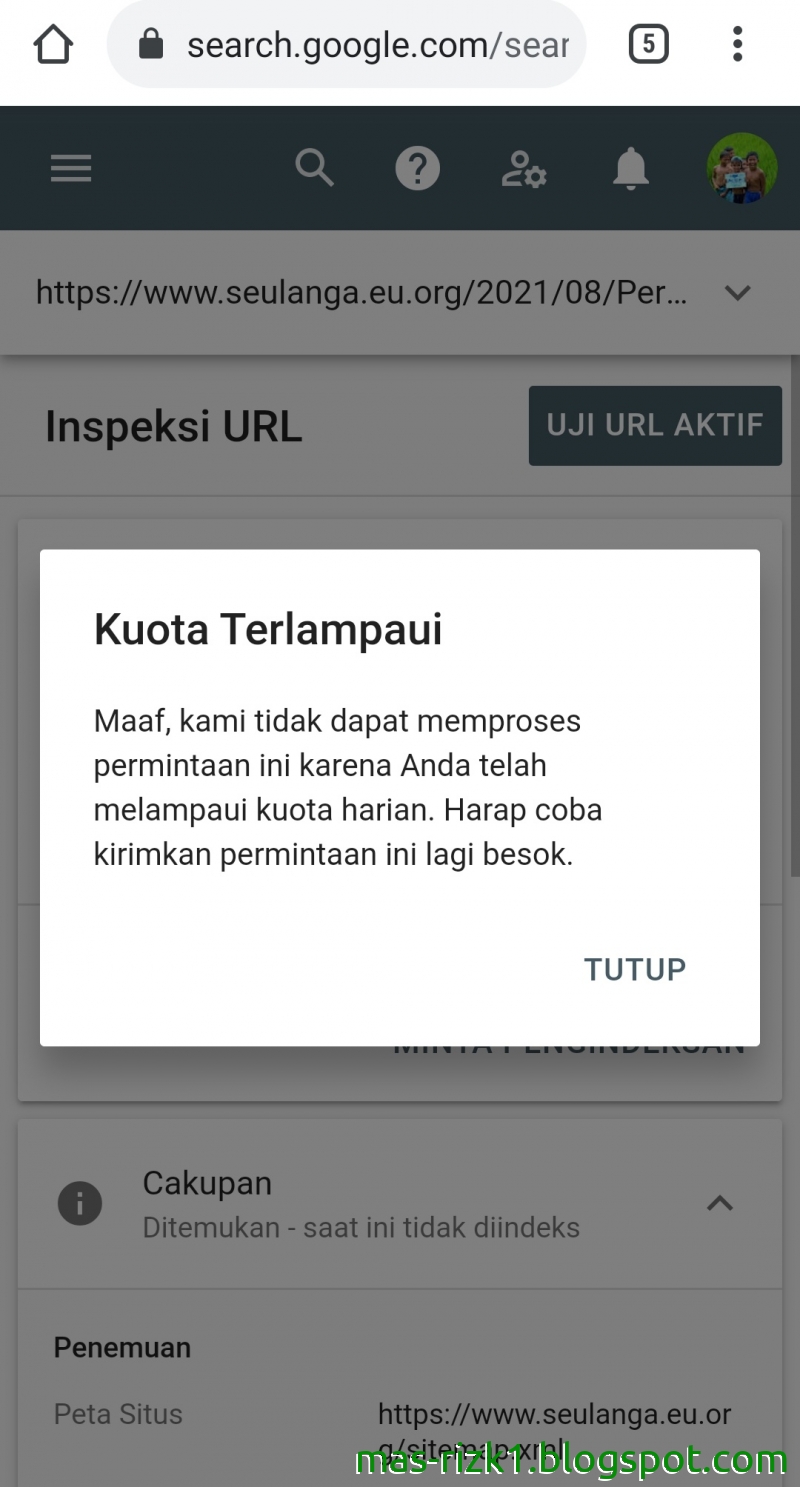 search.google.com/sear
5
https://www.seulanga.eu.org/2021/08/Per...
Inspeksi URL
UJI URL AKTIF
Kuota Terlampaui
Maaf, kami tidak dapat memproses
permintaan ini karena Anda telah
melampaui kuota harian. Harap coba
kirimkan permintaan ini lagi besok.
TUTUP
MINTA PENGINDEKSAN
Cakupan
Ditemukan - saat ini tidak diindeks
Penemuan
Peta Situs
https://www.seulanga.eu.or
g/sitemap.xml
mas-rizk1.blogspot.com